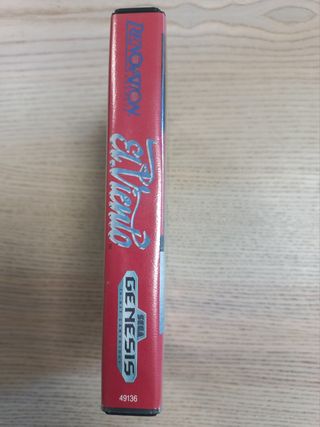 RENOVATION
El Viento
SEGA
GENESIS
49136